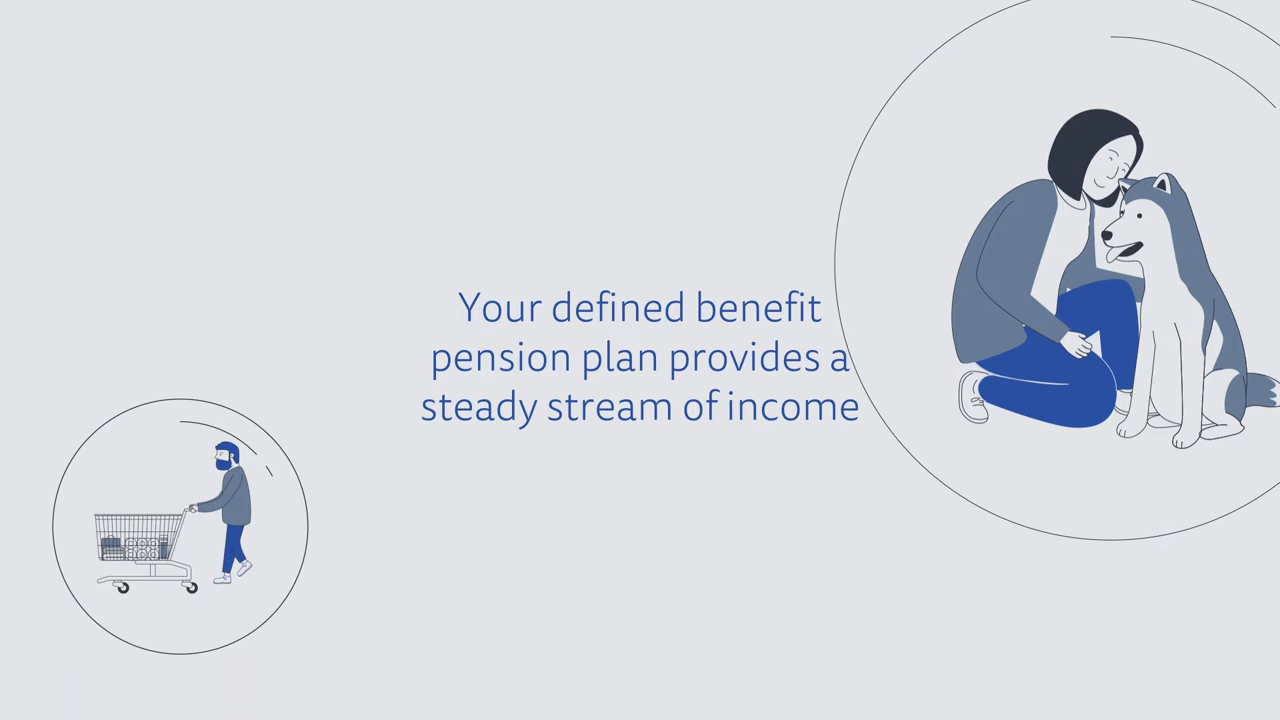 Your defined benefit
pension plan provides a
steady stream of income